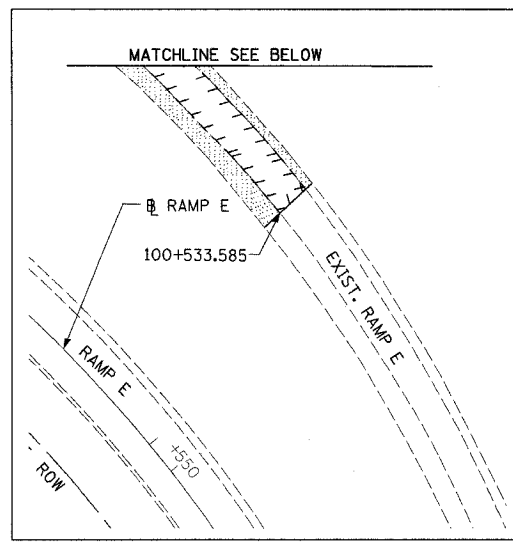 MATCHLINE SEE BELOW
℄ RAMP E
100+533.585
EXIST. RAMP E
RAMP E
+550
ROW